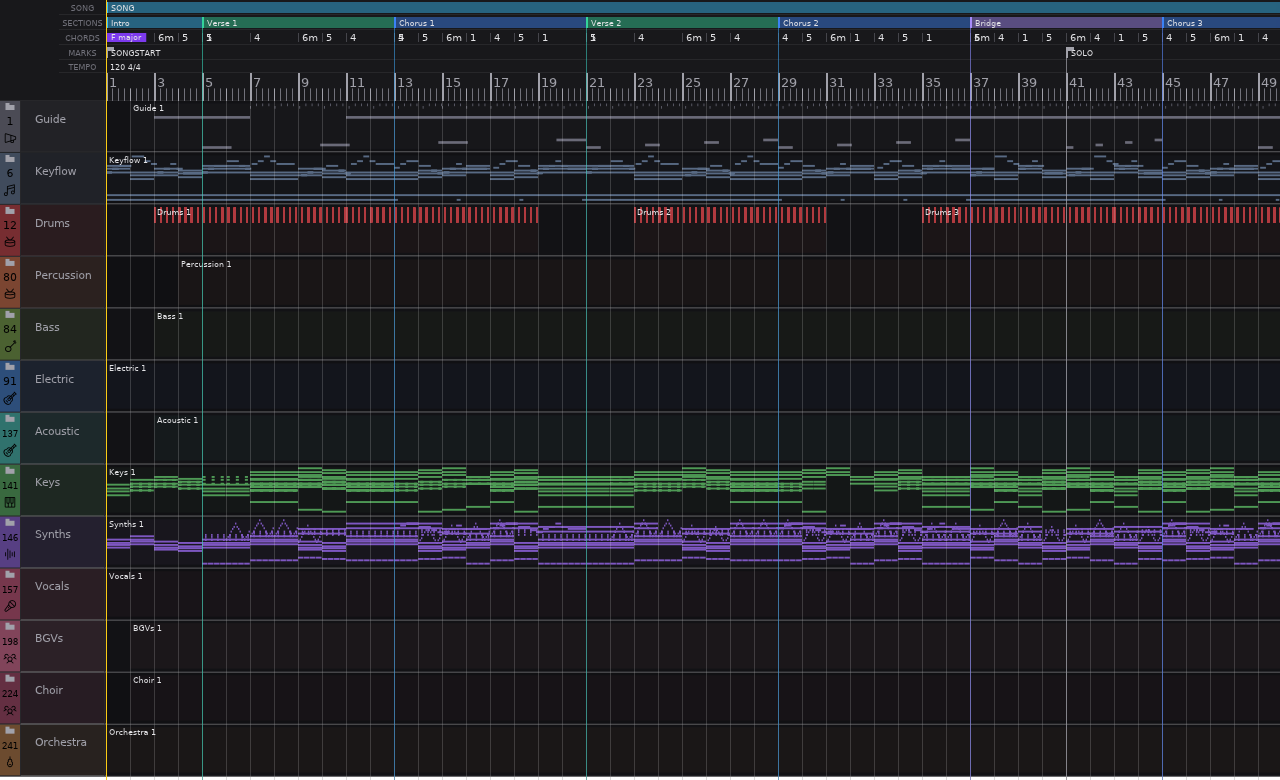 SONG SONG
SECTIONS Intro Verse 1 Chorus 1 Verse 2 Chorus 2 Bridge Chorus 3
CHORDS F major 6m 5 1 4 6m 5 4 5 6m 1 4 5 1 1 4 6m 5 4 4 5 6m 1 4 5 1 6m 4 1 5 6m 4 1 5 4 5 6m 1 4
MARKS SONGSTART SOLO
TEMPO 120 4/4
1 3 5 7 9 11 13 15 17 19 21 23 25 27 29 31 33 35 37 39 41 43 45 47 49
1 Guide Guide 1
6 Keyflow Keyflow 1
12 Drums Drums 1 Drums 2 Drums 3
80 Percussion Percussion 1
84 Bass Bass 1
91 Electric Electric 1
137 Acoustic Acoustic 1
141 Keys Keys 1
146 Synths Synths 1
157 Vocals Vocals 1
198 BGVs BGVs 1
224 Choir Choir 1
241 Orchestra Orchestra 1